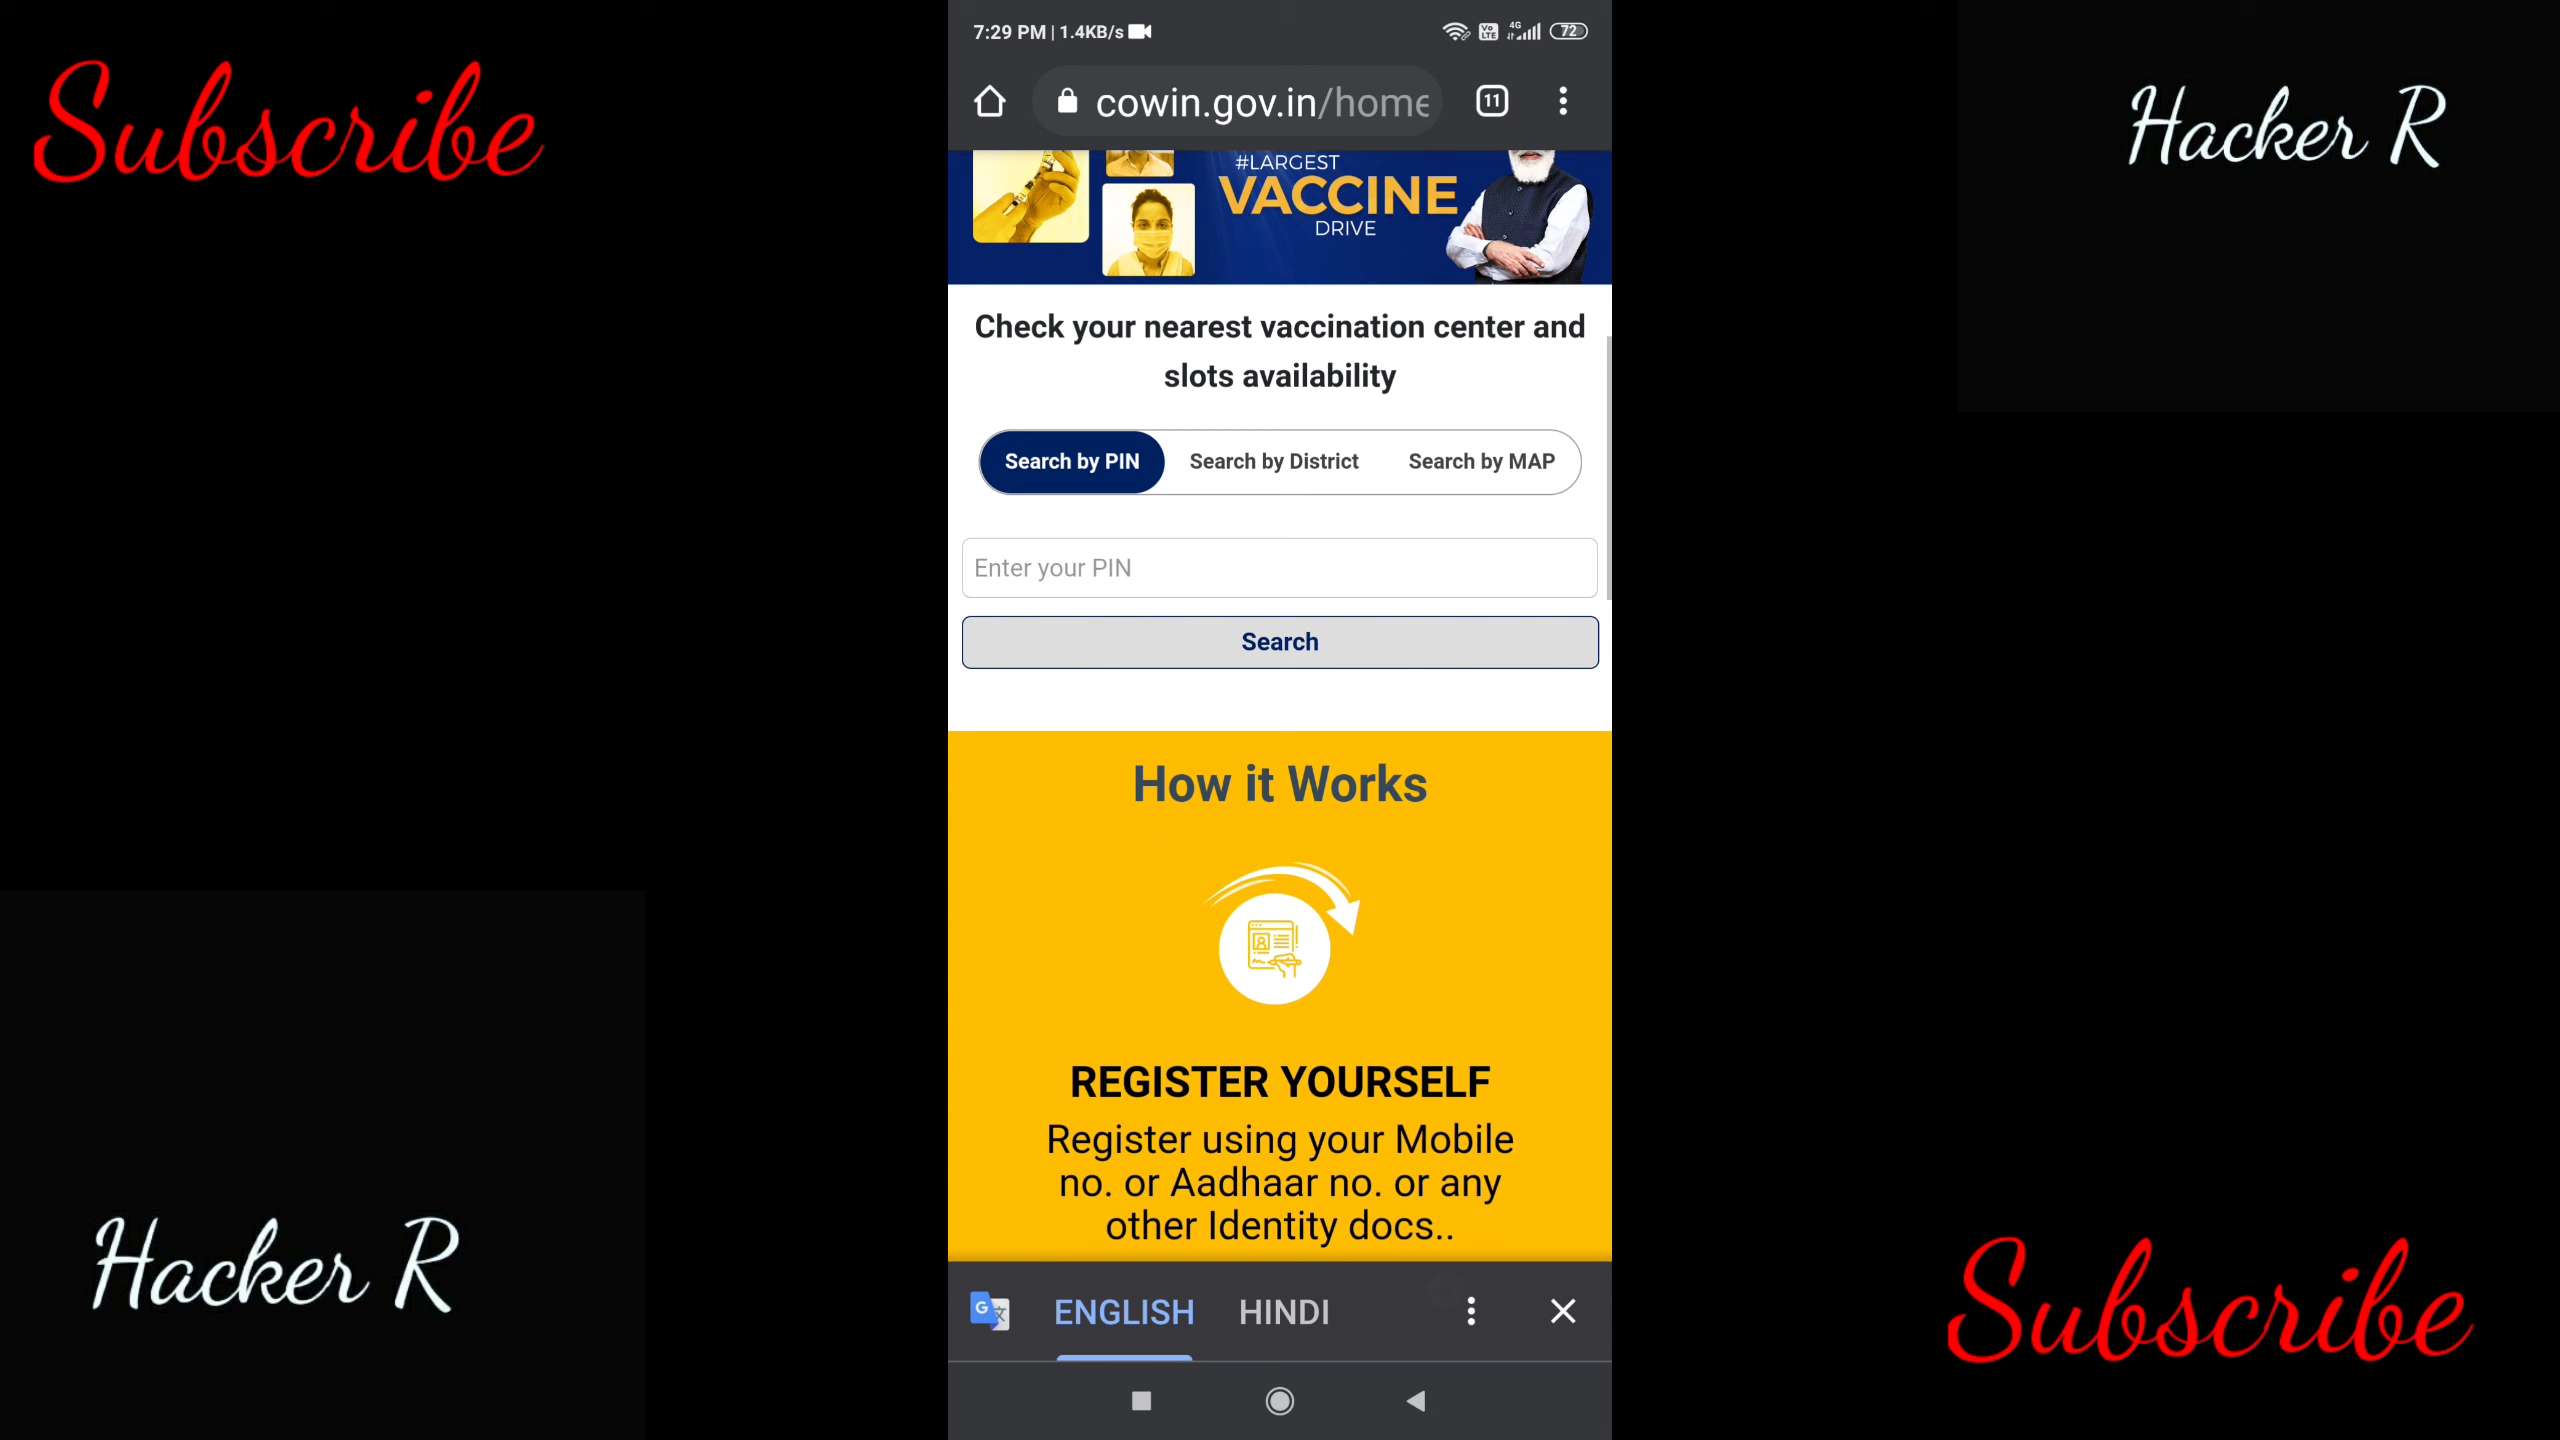 Subscribe
Hacker R
7:29 PM | 1.4KB/s
Vo LTE
4G
72
cowin.gov.in/home
11
#LARGEST
VACCINE
DRIVE
Check your nearest vaccination center and
slots availability
Search by PIN
Search by District
Search by MAP
Enter your PIN
Search
How it Works
REGISTER YOURSELF
Register using your Mobile
no. or Aadhaar no. or any
other Identity docs..
ENGLISH
HINDI
Hacker R
Subscribe